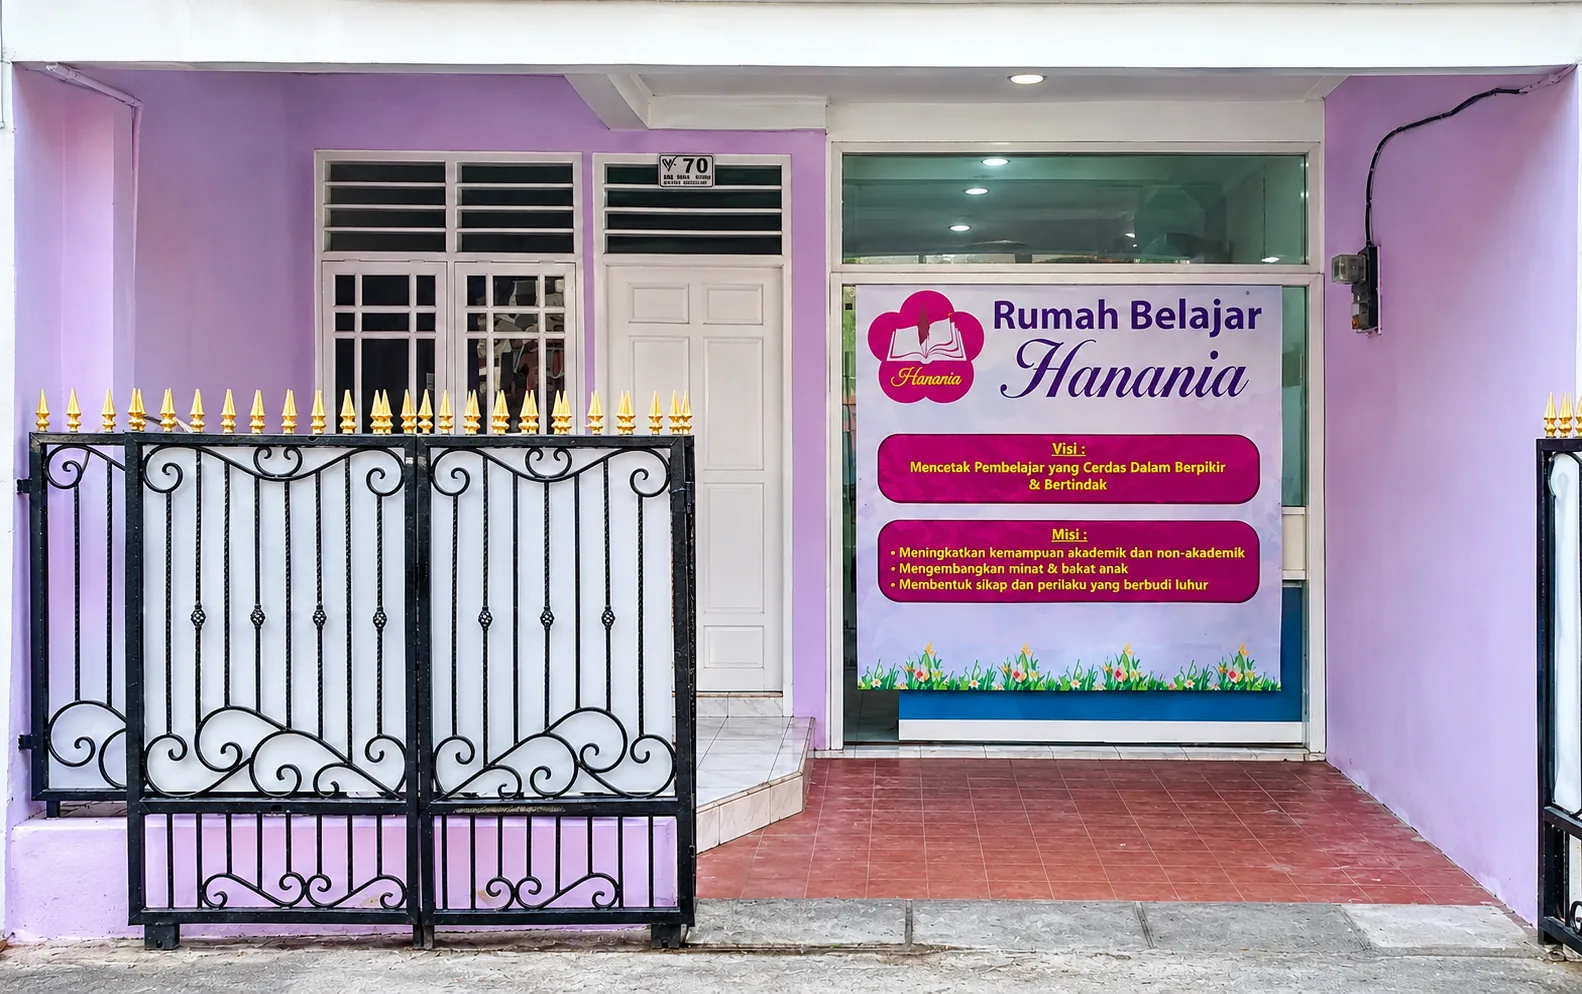 70
Rumah Belajar
Hanania
Hanania
Visi :
Mencetak Pembelajar yang Cerdas Dalam Berpikir
& Bertindak
Misi :
• Meningkatkan kemampuan akademik dan non-akademik
• Mengembangkan minat & bakat anak
• Membentuk sikap dan perilaku yang berbudi luhur